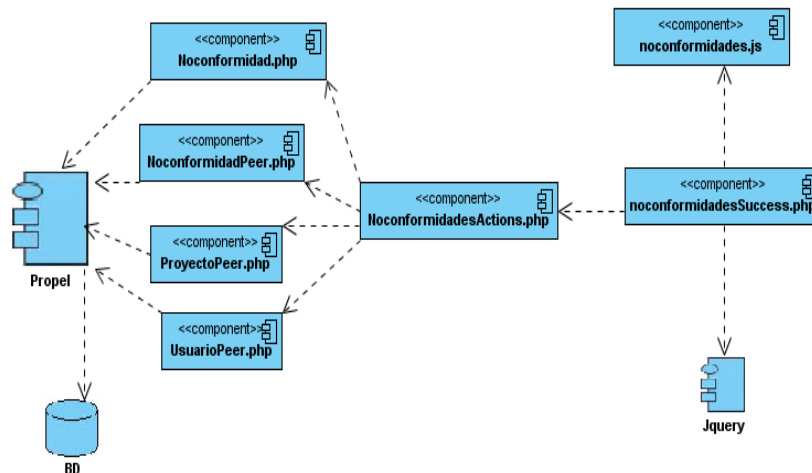 <<component>>
Noconformidad.php
<<component>>
noconformidades.js
<<component>>
NoconformidadPeer.php
<<component>>
NoconformidadesActions.php
<<component>>
noconformidadesSuccess.php
<<component>>
ProyectoPeer.php
Propel
<<component>>
UsuarioPeer.php
Jquery
BD